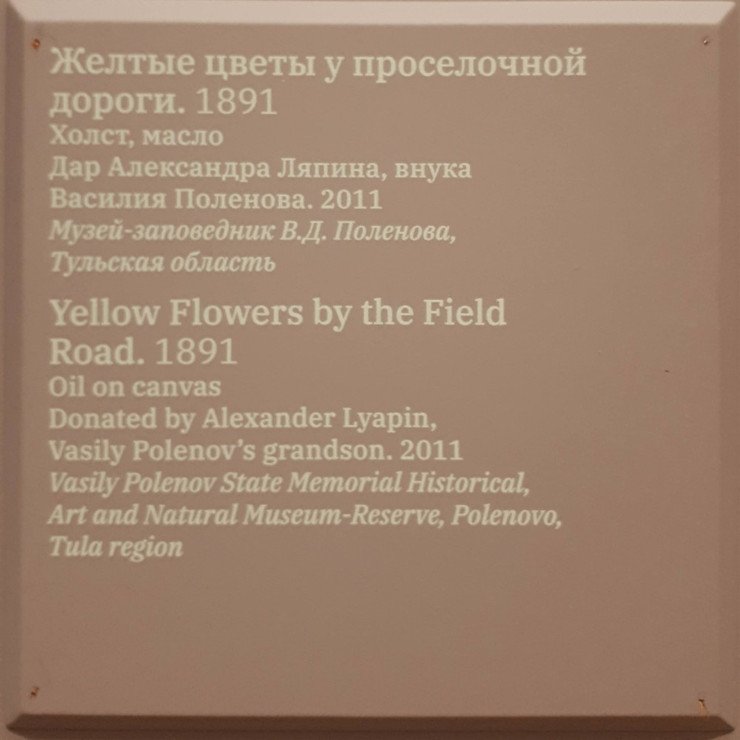 Желтые цветы у проселочной
дороги. 1891
Холст, масло
Дар Александра Ляпина, внука
Василия Поленова. 2011
Музей-заповедник В.Д. Поленова,
Тульская область
Yellow Flowers by the Field
Road. 1891
Oil on canvas
Donated by Alexander Lyapin,
Vasily Polenov’s grandson. 2011
Vasily Polenov State Memorial Historical,
Art and Natural Museum-Reserve, Polenovo,
Tula region